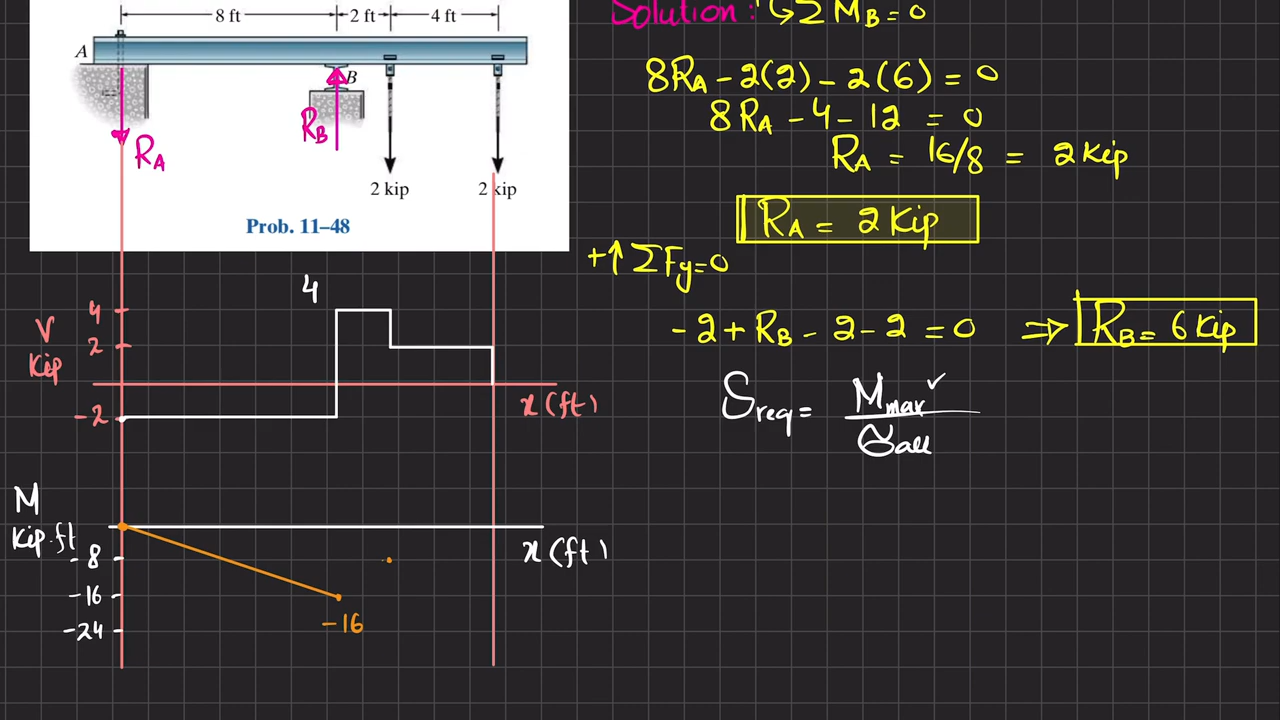 Solution: ↳ΣM_B=0
8 ft 2 ft 4 ft
A
B
R_A
R_B
2 kip 2 kip
Prob. 11–48
8R_A - 2(2) - 2(6) = 0
8R_A - 4 - 12 = 0
R_A = 16/8 = 2 Kip
R_A = 2 Kip
+↑ ΣFy=0
-2 + R_B - 2 - 2 = 0 ⇒ R_B = 6 Kip
S_req = M_max ✓ / σ_all
4
V
Kip
4
2
-2
x (ft)
M
Kip.ft
-8
-16
-24
-16
x (ft)